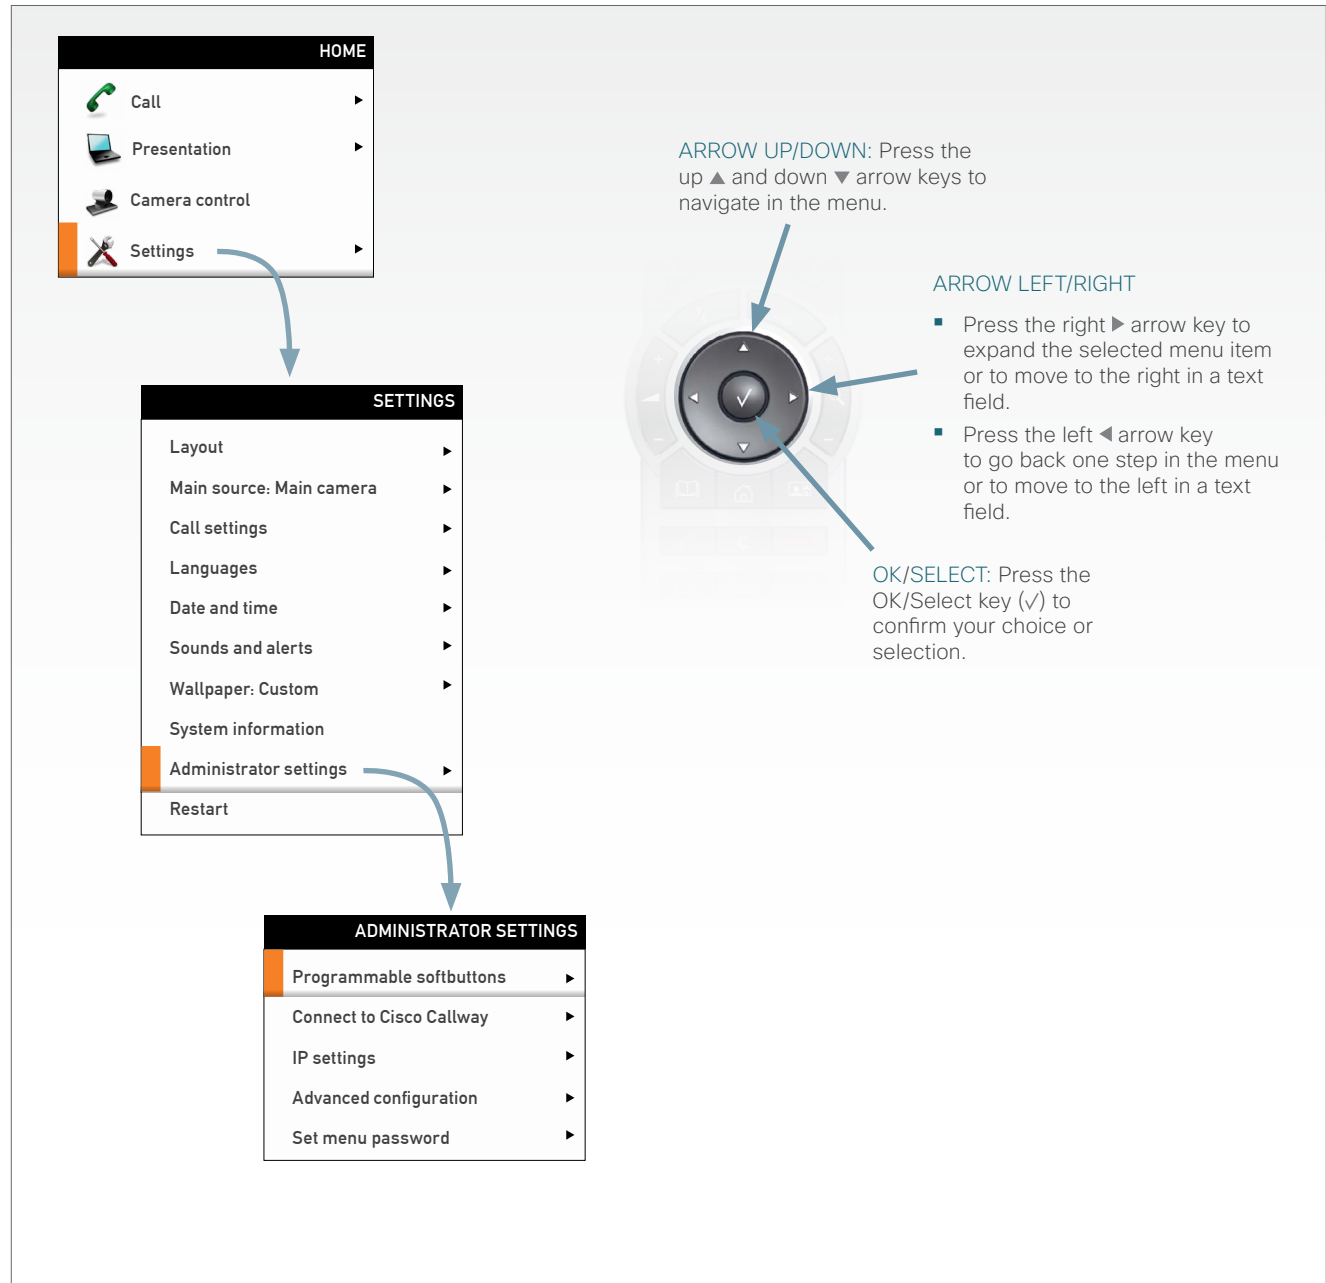 HOME
Call
Presentation
Camera control
Settings
SETTINGS
Layout
Main source: Main camera
Call settings
Languages
Date and time
Sounds and alerts
Wallpaper: Custom
System information
Administrator settings
Restart
ADMINISTRATOR SETTINGS
Programmable softbuttons
Connect to Cisco Callway
IP settings
Advanced configuration
Set menu password
ARROW UP/DOWN: Press the
up ▲ and down ▼ arrow keys to
navigate in the menu.
ARROW LEFT/RIGHT
▪ Press the right ▶ arrow key to
expand the selected menu item
or to move to the right in a text
field.
▪ Press the left ◀ arrow key
to go back one step in the menu
or to move to the left in a text
field.
OK/SELECT: Press the
OK/Select key (✓) to
confirm your choice or
selection.